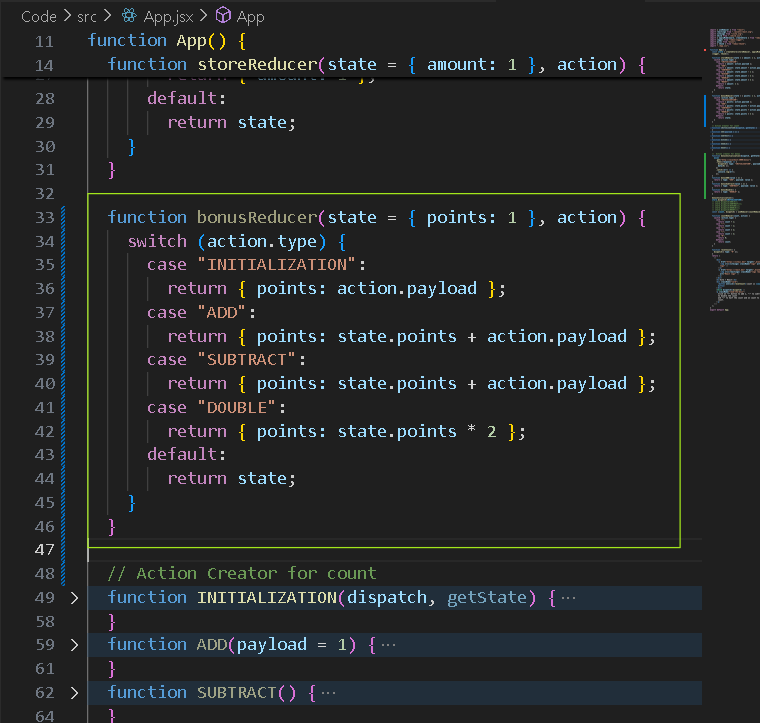 Code > src > App.jsx > App
11 function App() {
14 function storeReducer(state = { amount: 1 }, action) {
28 default:
29 return state;
30 }
31 }
32
33 function bonusReducer(state = { points: 1 }, action) {
34 switch (action.type) {
35 case "INITIALIZATION":
36 return { points: action.payload };
37 case "ADD":
38 return { points: state.points + action.payload };
39 case "SUBTRACT":
40 return { points: state.points + action.payload };
41 case "DOUBLE":
42 return { points: state.points * 2 };
43 default:
44 return state;
45 }
46 }
47
48 // Action Creator for count
49 > function INITIALIZATION(dispatch, getState) {···
58 }
59 > function ADD(payload = 1) {···
61 }
62 > function SUBTRACT() {···
64 }